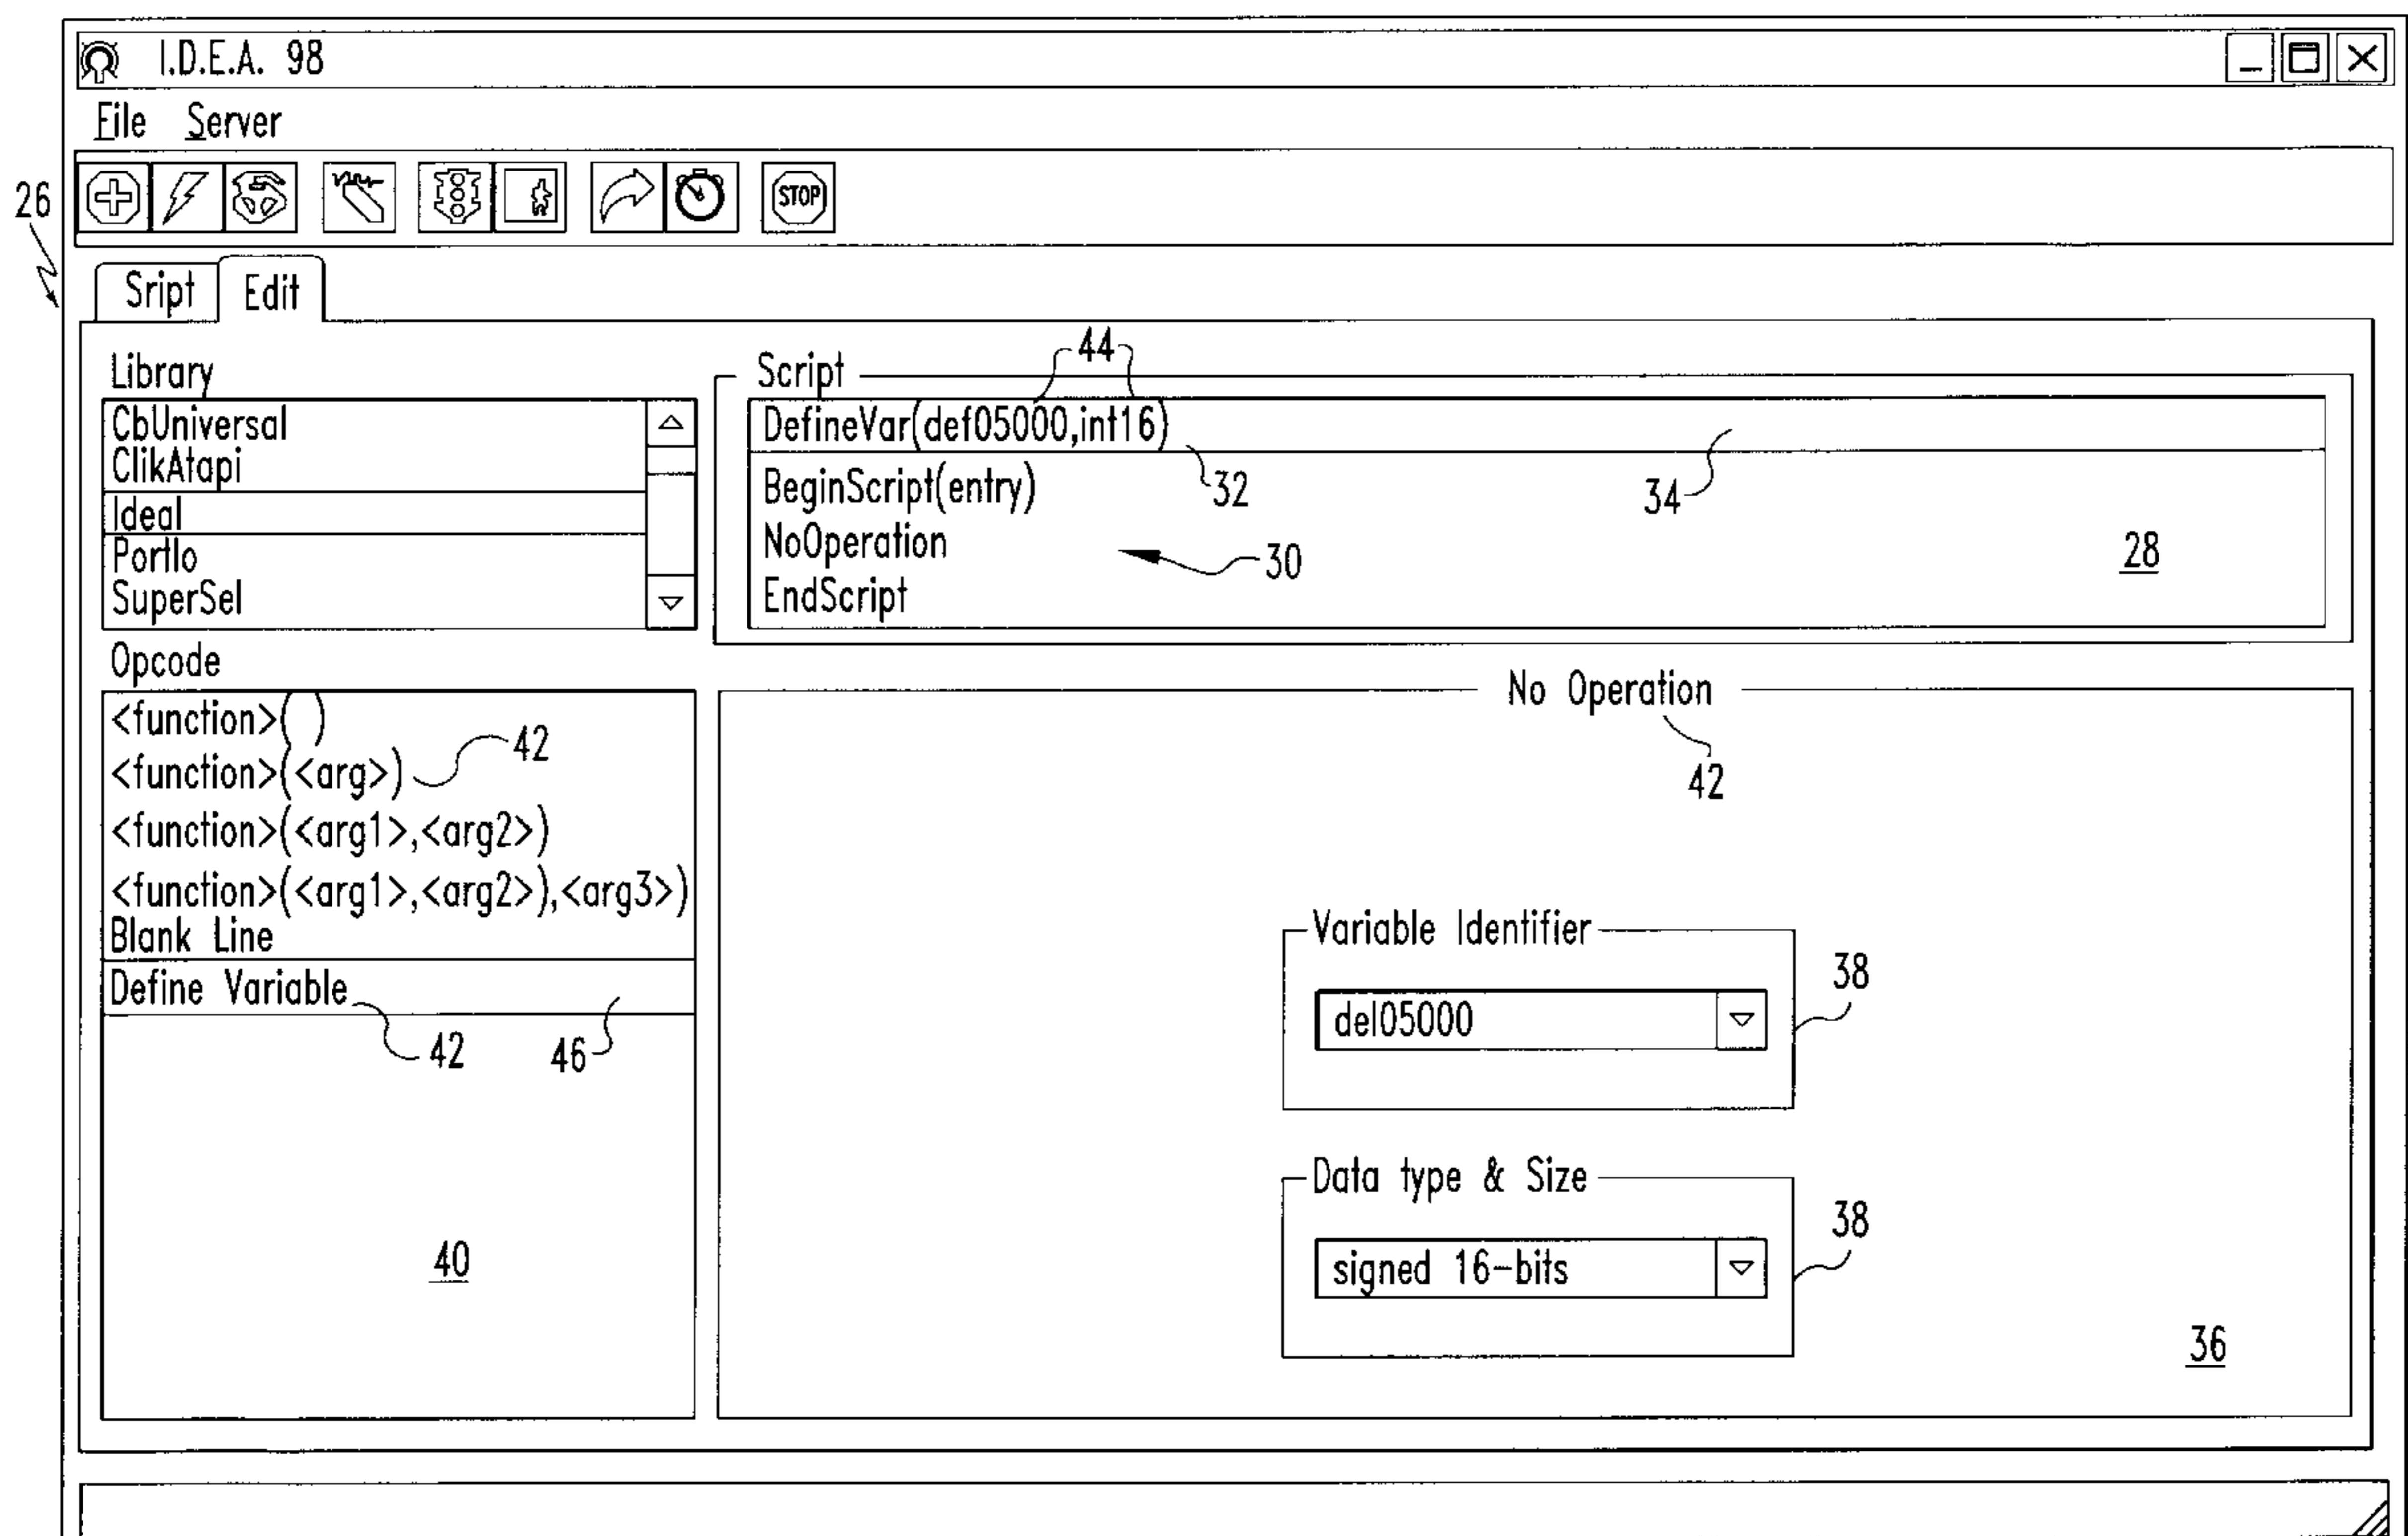 I.D.E.A. 98
File Server
26
STOP
Sript Edit
Library
CbUniversal
ClikAtapi
Ideal
PortIo
SuperSel
Script
44
DefineVar(def05000,int16)
BeginScript(entry)
NoOperation
EndScript
32
34
30
28
Opcode
<function>( )
<function>(<arg>)
<function>(<arg1>,<arg2>)
<function>(<arg1>,<arg2>),<arg3>)
Blank Line
Define Variable
42
42
46
40
No Operation
42
Variable Identifier
del05000
38
Data type & Size
signed 16-bits
38
36